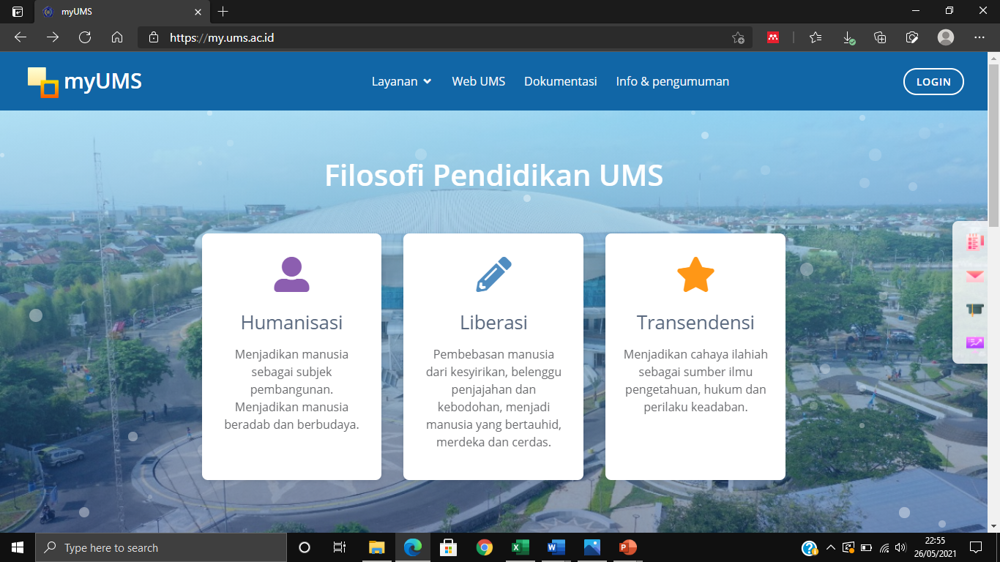 myUMS
https://my.ums.ac.id
myUMS
Layanan
Web UMS
Dokumentasi
Info & pengumuman
LOGIN
Filosofi Pendidikan UMS
Humanisasi
Menjadikan manusia
sebagai subjek
pembangunan.
Menjadikan manusia
beradab dan berbudaya.
Liberasi
Pembebasan manusia
dari kesyirikan, belenggu
penjajahan dan
kebodohan, menjadi
manusia yang bertauhid,
merdeka dan cerdas.
Transendensi
Menjadikan cahaya ilahiah
sebagai sumber ilmu
pengetahuan, hukum dan
perilaku keadaban.
Type here to search
22:55
26/05/2021